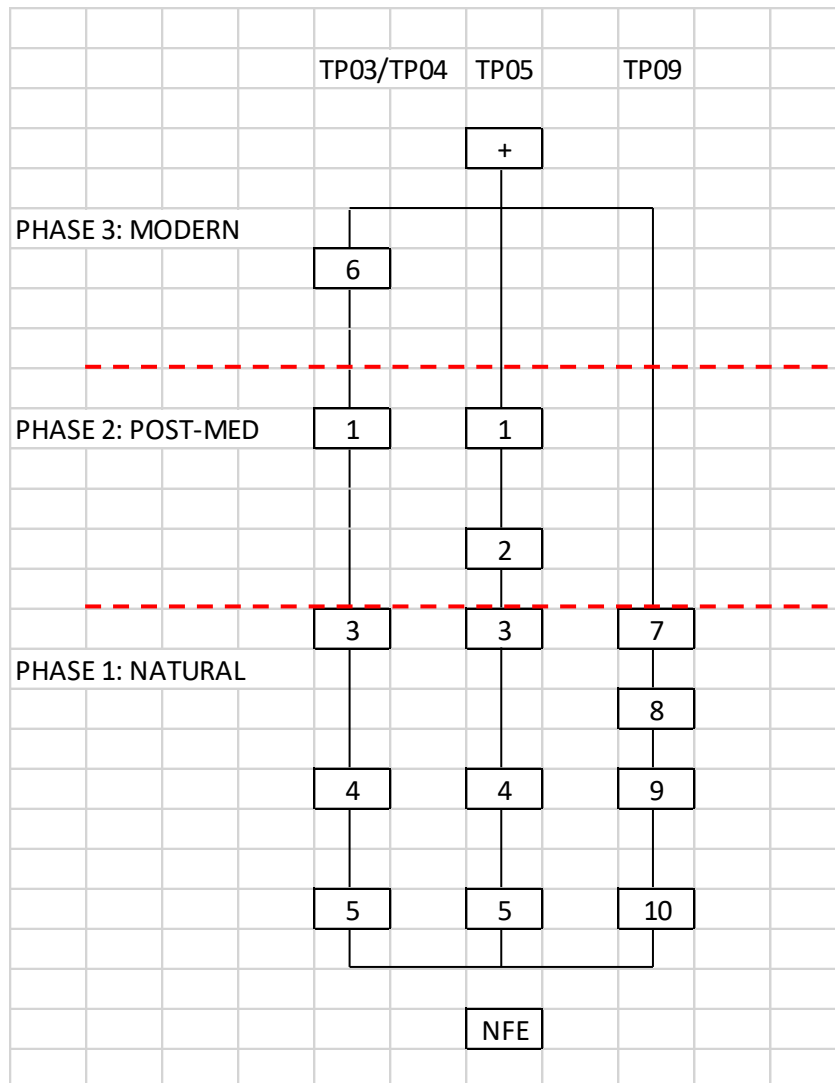 TP03/TP04 TP05 TP09
+
PHASE 3: MODERN
6
PHASE 2: POST-MED 1 1
2
3 3 7
PHASE 1: NATURAL
8
4 4 9
5 5 10
NFE